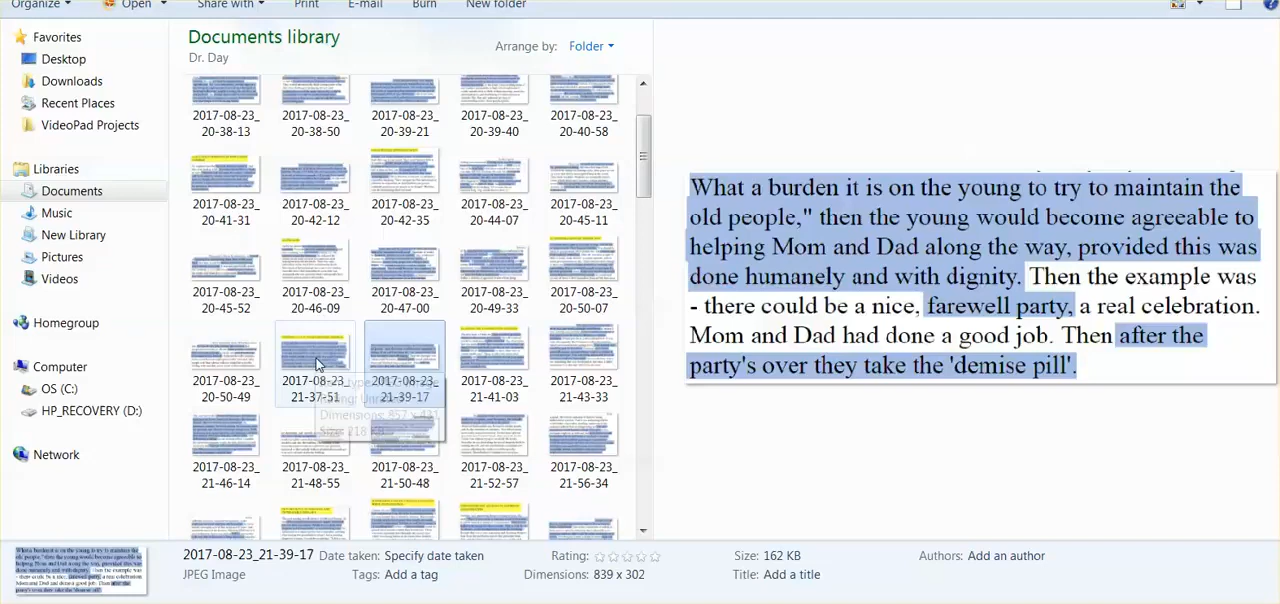 Organize
Open
Share with
Print
E-mail
Burn
New folder
Favorites
Desktop
Downloads
Recent Places
VideoPad Projects
Libraries
Documents
Music
New Library
Pictures
Videos
Homegroup
Computer
OS (C:)
HP_RECOVERY (D:)
Network
Documents library
Dr. Day
Arrange by: Folder
2017-08-23_ 2017-08-23_ 2017-08-23_ 2017-08-23_ 2017-08-23_
20-38-13 20-38-50 20-39-21 20-39-40 20-40-58
2017-08-23_ 2017-08-23_ 2017-08-23_ 2017-08-23_ 2017-08-23_
20-41-31 20-42-12 20-42-35 20-44-07 20-45-11
2017-08-23_ 2017-08-23_ 2017-08-23_ 2017-08-23_ 2017-08-23_
20-45-52 20-46-09 20-47-00 20-49-33 20-50-07
2017-08-23_ 2017-08-23_ 2017-08-23_ 2017-08-23_ 2017-08-23_
20-50-49 21-37-51 21-39-17 21-41-03 21-43-33
Dimensions: 857 x 431
2017-08-23_ 2017-08-23_ 2017-08-23_ 2017-08-23_ 2017-08-23_
21-46-14 21-48-55 21-50-48 21-52-57 21-56-34
What a burden it is on the young to try to maintain the
old people," then the young would become agreeable to
helping Mom and Dad along the way, provided this was
done humanely and with dignity. Then the example was
- there could be a nice, farewell party, a real celebration.
Mom and Dad had done a good job. Then after the
party's over they take the 'demise pill'.
2017-08-23_21-39-17 Date taken: Specify date taken Rating: Size: 162 KB Authors: Add an author
JPEG Image Tags: Add a tag Dimensions: 839 x 302 Title: Add a title